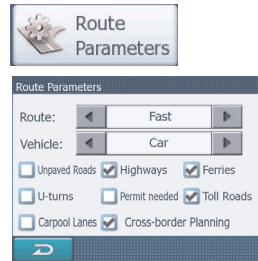 Route
Parameters
Route Parameters
Route: Fast
Vehicle: Car
Unpaved Roads Highways Ferries
U-turns Permit needed Toll Roads
Carpool Lanes Cross-border Planning